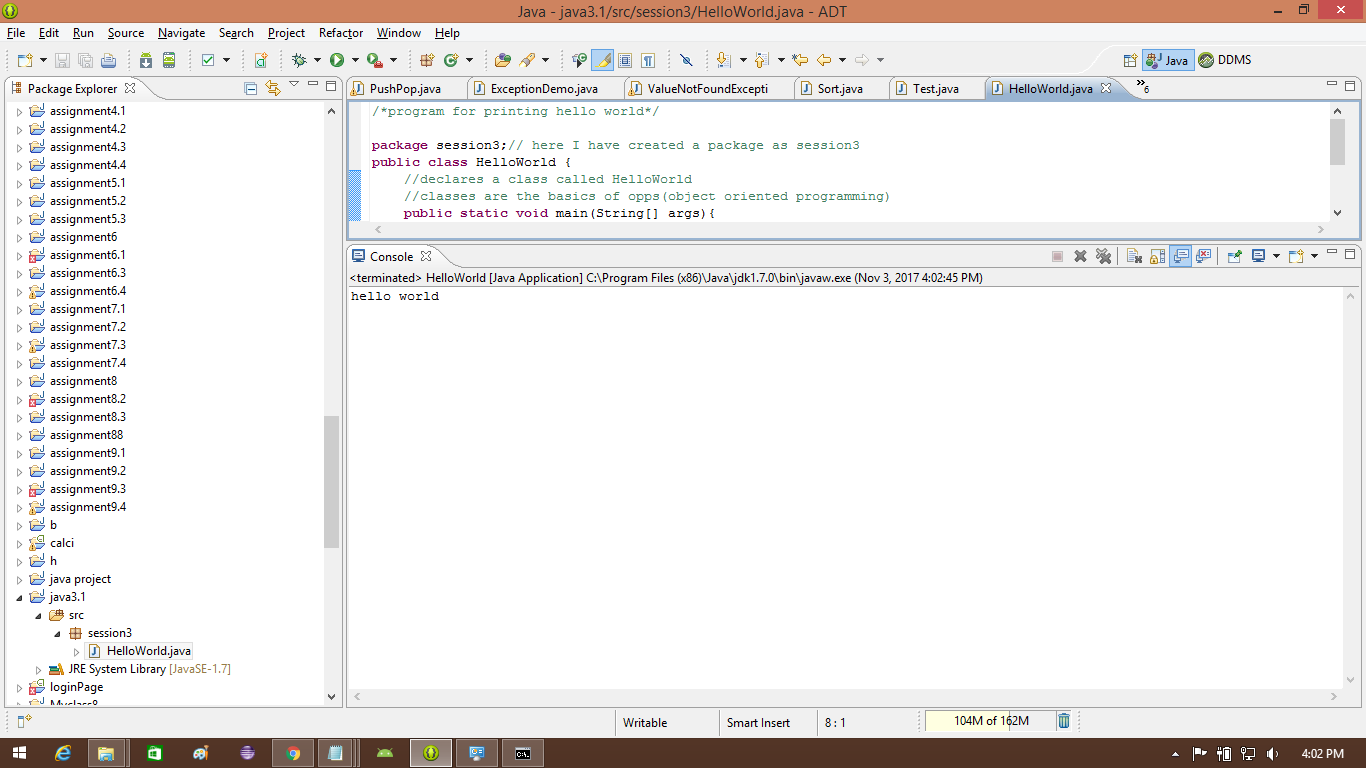 Java - java3.1/src/session3/HelloWorld.java - ADT
File Edit Run Source Navigate Search Project Refactor Window Help
Java DDMS
Package Explorer
assignment4.1
assignment4.2
assignment4.3
assignment4.4
assignment5.1
assignment5.2
assignment5.3
assignment6
assignment6.1
assignment6.3
assignment6.4
assignment7.1
assignment7.2
assignment7.3
assignment7.4
assignment8
assignment8.2
assignment8.3
assignment88
assignment9.1
assignment9.2
assignment9.3
assignment9.4
b
calci
h
java project
java3.1
src
session3
HelloWorld.java
JRE System Library [JavaSE-1.7]
loginPage
Myclass8
PushPop.java ExceptionDemo.java ValueNotFoundExcepti Sort.java Test.java HelloWorld.java »6
/*program for printing hello world*/
package session3;// here I have created a package as session3
public class HelloWorld {
//declares a class called HelloWorld
//classes are the basics of opps(object oriented programming)
public static void main(String[] args){
Console
<terminated> HelloWorld [Java Application] C:\Program Files (x86)\Java\jdk1.7.0\bin\javaw.exe (Nov 3, 2017 4:02:45 PM)
hello world
Writable Smart Insert 8 : 1 104M of 162M
C:\.
4:02 PM